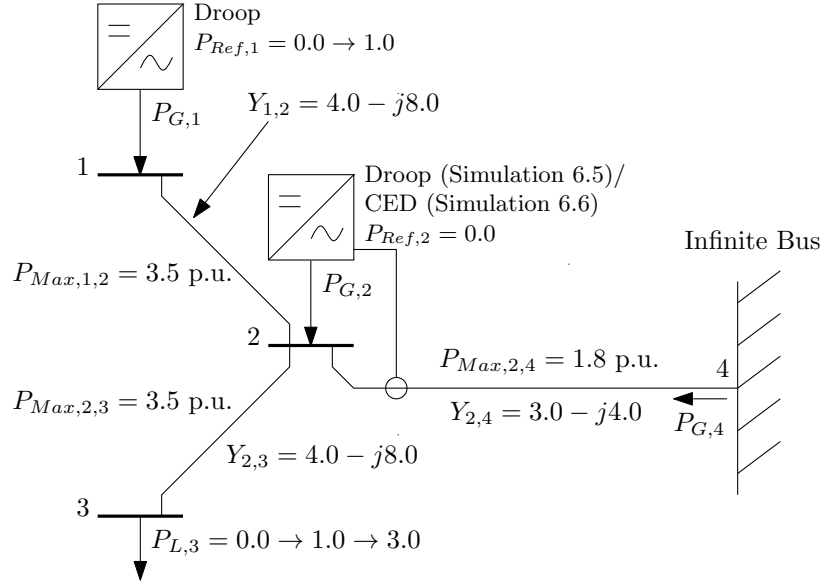 Droop
P_{Ref,1} = 0.0 → 1.0
P_{G,1}
Y_{1,2} = 4.0 − j8.0
1
Droop (Simulation 6.5)/
CED (Simulation 6.6)
P_{Ref,2} = 0.0
Infinite Bus
P_{Max,1,2} = 3.5 p.u.
P_{G,2}
2
P_{Max,2,4} = 1.8 p.u.
4
P_{Max,2,3} = 3.5 p.u.
Y_{2,4} = 3.0 − j4.0
P_{G,4}
Y_{2,3} = 4.0 − j8.0
3
P_{L,3} = 0.0 → 1.0 → 3.0